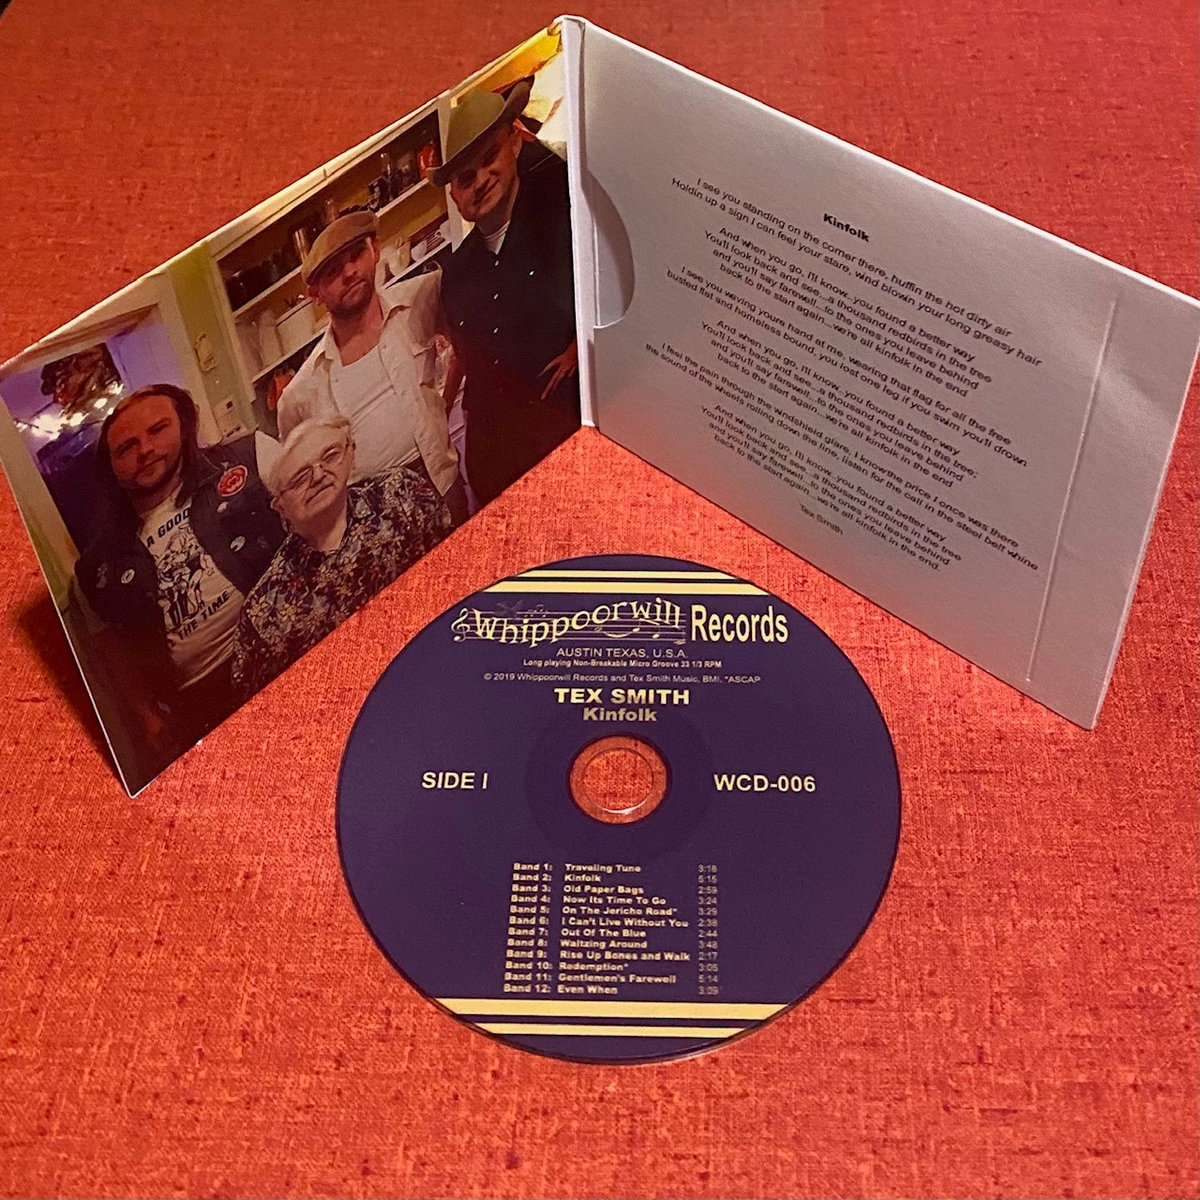 A GOOD
THE TIME
Kinfolk
I see you standing on the corner there, huffin the hot dirty air
Holdin up a sign I can feel your stare, wind blowin your long greasy hair
And when you go, I'll know...you found a better way
You'll look back and see...a thousand redbirds in the tree
and you'll say farewell...to the ones you leave behind
back to the start again...we're all kinfolk in the end
I see you waving youre hand at me, wearing that flag for all the free
busted flat and homeless bound, you lost one leg if you swim you'll drown
And when you go, I'll know...you found a better way
You'll look back and see...a thousand redbirds in the tree;
and you'll say farewell...to the ones you leave behind
back to the start again...we're all kinfolk in the end
I feel the pain through the windshield glare, I know the price I once was there
the sound of the wheels rolling down the line, listen for the call in the steel belt whine
And when you go, I'll know...you found a better way
You'll look back and see...a thousand redbirds in the tree
and you'll say farewell...to the ones you leave behind
back to the start again...we're all kinfolk in the end.
Tex Smith
Whippoorwill Records
AUSTIN TEXAS, U.S.A.
Long playing Non-Breakable Micro Groove 33 1/3 RPM
© 2019 Whippoorwill Records and Tex Smith Music, BMI, *ASCAP
TEX SMITH
Kinfolk
SIDE I WCD-006
Band 1: Traveling Tune 3:18
Band 2: Kinfolk 5:15
Band 3: Old Paper Bags 2:59
Band 4: Now Its Time To Go 3:24
Band 5: On The Jericho Road* 3:29
Band 6: I Can't Live Without You 2:38
Band 7: Out Of The Blue 2:44
Band 8: Waltzing Around 3:48
Band 9: Rise Up Bones and Walk 2:17
Band 10: Redemption* 3:05
Band 11: Gentlemen's Farewell 5:14
Band 12: Even When 3:09